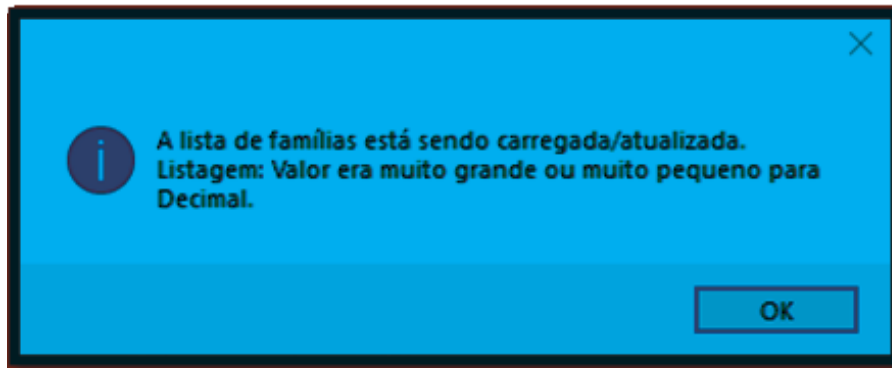 A lista de famílias está sendo carregada/atualizada.
Listagem: Valor era muito grande ou muito pequeno para
Decimal.
OK